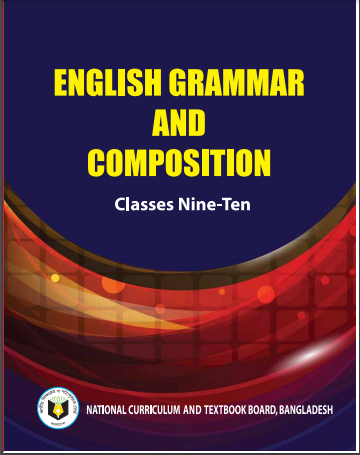 ENGLISH GRAMMAR
AND
COMPOSITION
Classes Nine-Ten
NATIONAL CURRICULUM AND TEXTBOOK BOARD, BANGLADESH